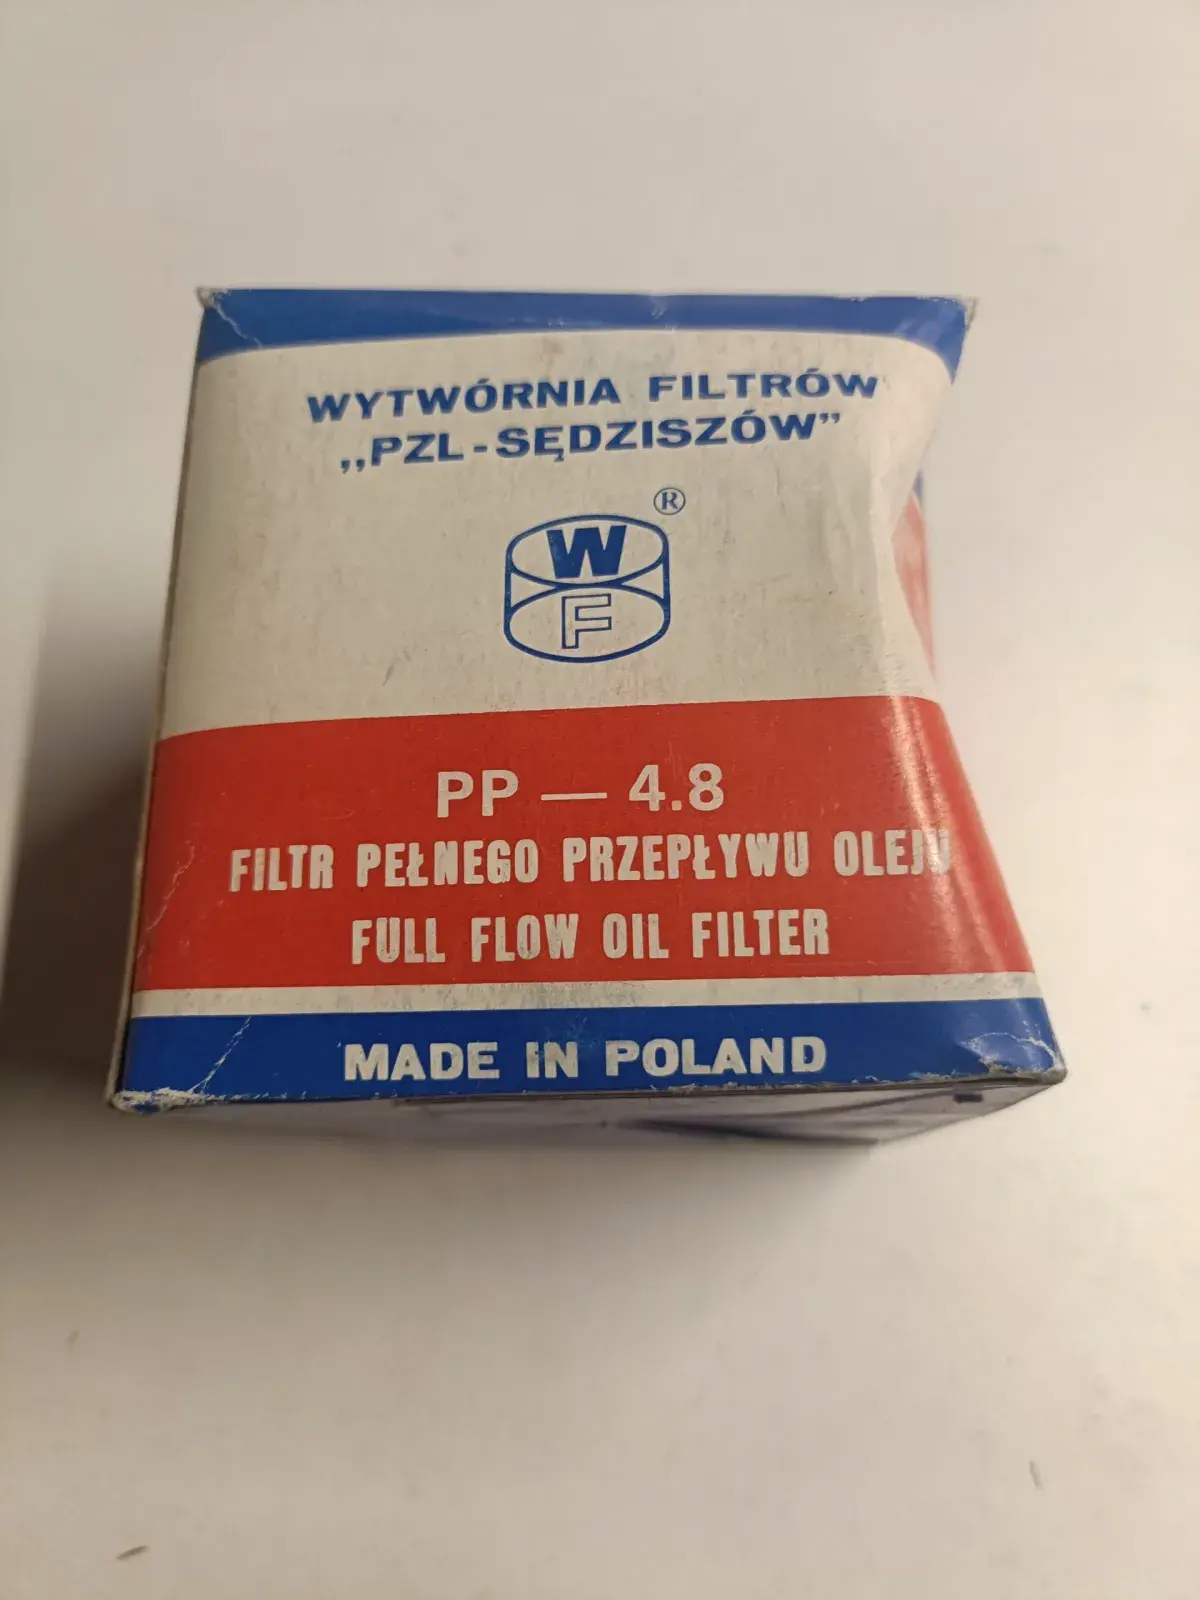 WYTWÓRNIA FILTRÓW
„PZL-SĘDZISZÓW”
®
W
F
PP — 4.8
FILTR PEŁNEGO PRZEPŁYWU OLEJU
FULL FLOW OIL FILTER
MADE IN POLAND